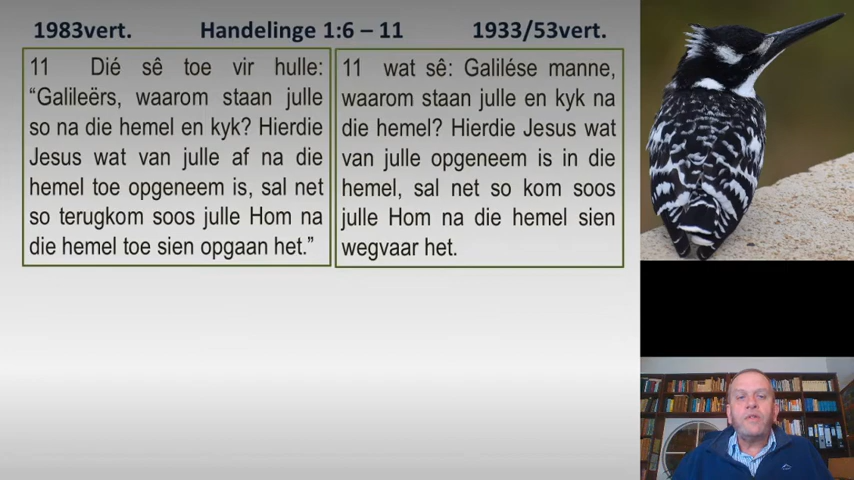 1983vert. Handelinge 1:6 – 11 1933/53vert.
11 Dié sê toe vir hulle:
“Galileërs, waarom staan julle
so na die hemel en kyk? Hierdie
Jesus wat van julle af na die
hemel toe opgeneem is, sal net
so terugkom soos julle Hom na
die hemel toe sien opgaan het.”
11 wat sê: Galilése manne,
waarom staan julle en kyk na
die hemel? Hierdie Jesus wat
van julle opgeneem is in die
hemel, sal net so kom soos
julle Hom na die hemel sien
wegvaar het.